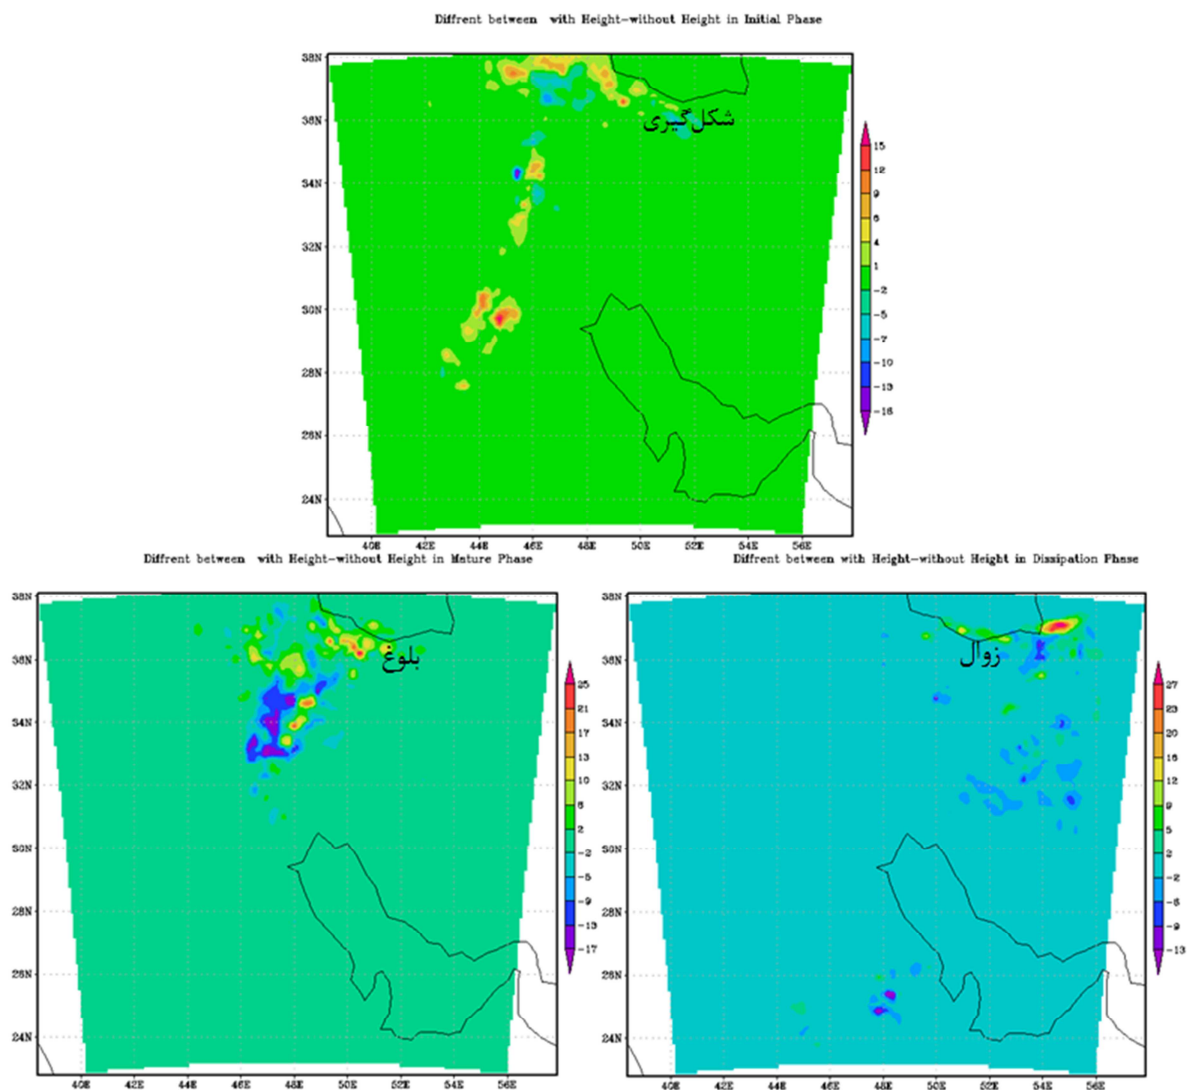 Diffrent between with Height-without Height in Initial Phase
38N
36N
34N
32N
30N
28N
26N
24N
40E 42E 44E 46E 48E 50E 52E 54E 56E
شکل‌گیری
15
12
9
6
4
1
-2
-5
-7
-10
-13
-16
Diffrent between with Height-without Height in Mature Phase
38N
36N
34N
32N
30N
28N
26N
24N
40E 42E 44E 46E 48E 50E 52E 54E 56E
بلوغ
25
21
17
13
10
6
2
-2
-5
-9
-13
-17
Diffrent between with Height-without Height in Dissipation Phase
38N
36N
34N
32N
30N
28N
26N
24N
40E 42E 44E 46E 48E 50E 52E 54E 56E
زوال
27
23
20
16
12
9
5
2
-2
-6
-9
-13